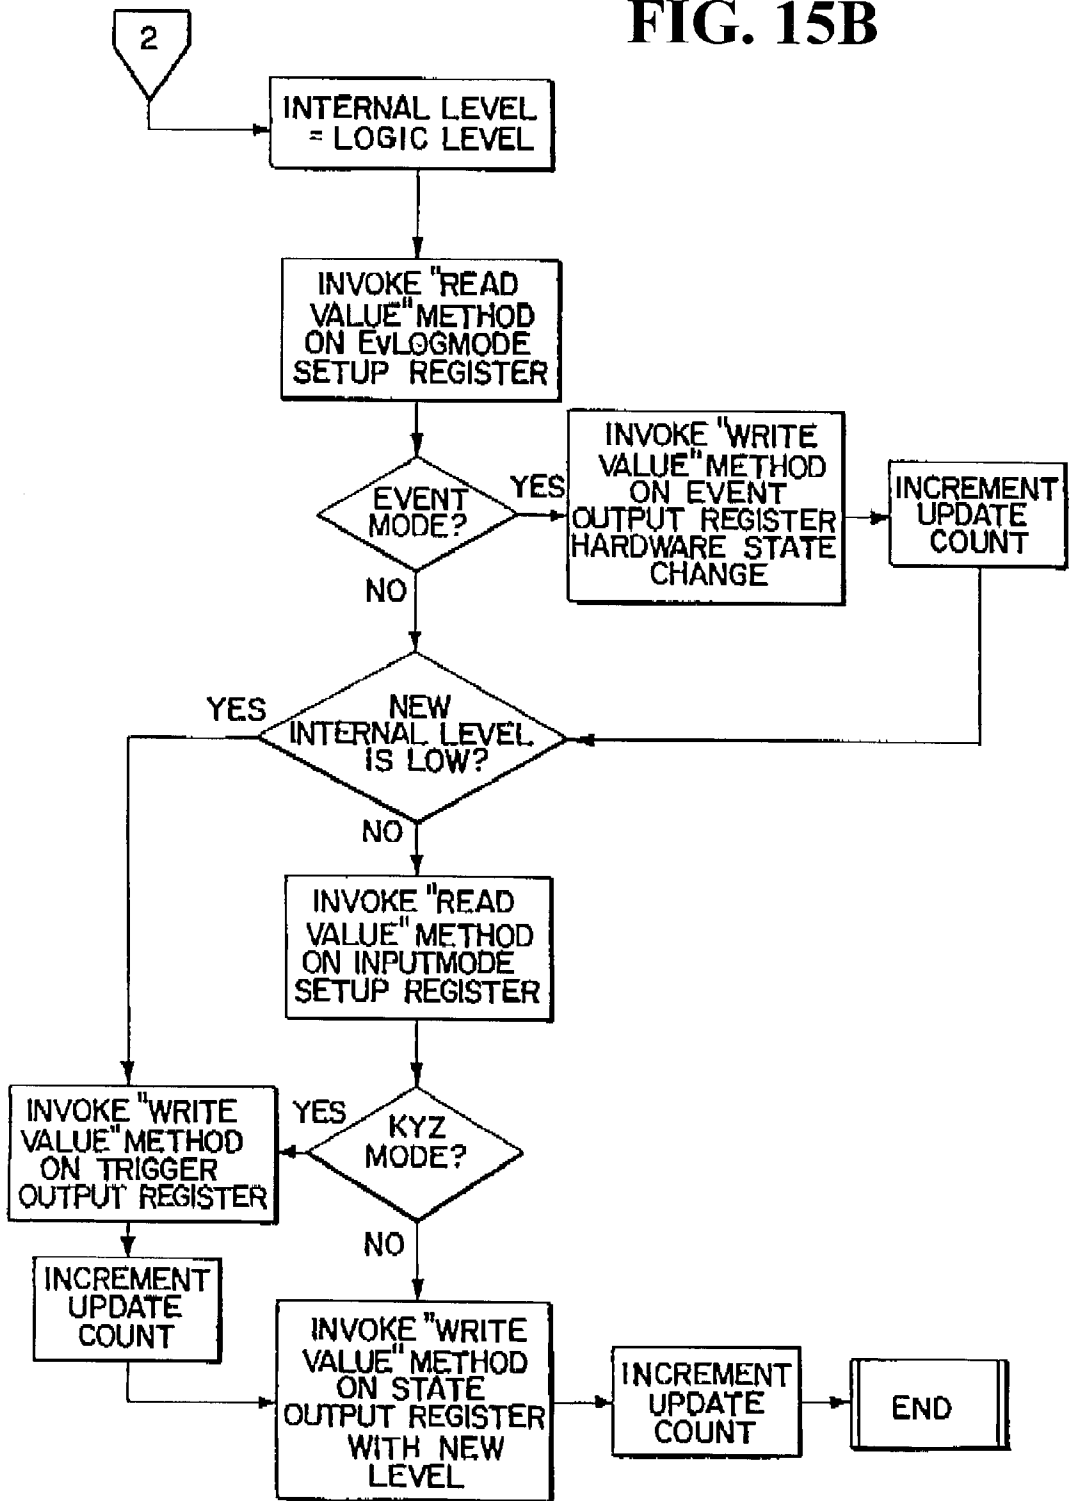 FIG. 15B
2
INTERNAL LEVEL
= LOGIC LEVEL
INVOKE "READ
VALUE" METHOD
ON EvLOGMODE
SETUP REGISTER
EVENT
MODE?
YES
INVOKE "WRITE
VALUE" METHOD
ON EVENT
OUTPUT REGISTER
HARDWARE STATE
CHANGE
INCREMENT
UPDATE
COUNT
NO
NEW
INTERNAL LEVEL
IS LOW?
YES
NO
INVOKE "READ
VALUE" METHOD
ON INPUTMODE
SETUP REGISTER
KYZ
MODE?
YES
INVOKE "WRITE
VALUE" METHOD
ON TRIGGER
OUTPUT REGISTER
NO
INCREMENT
UPDATE
COUNT
INVOKE "WRITE
VALUE" METHOD
ON STATE
OUTPUT REGISTER
WITH NEW
LEVEL
INCREMENT
UPDATE
COUNT
END